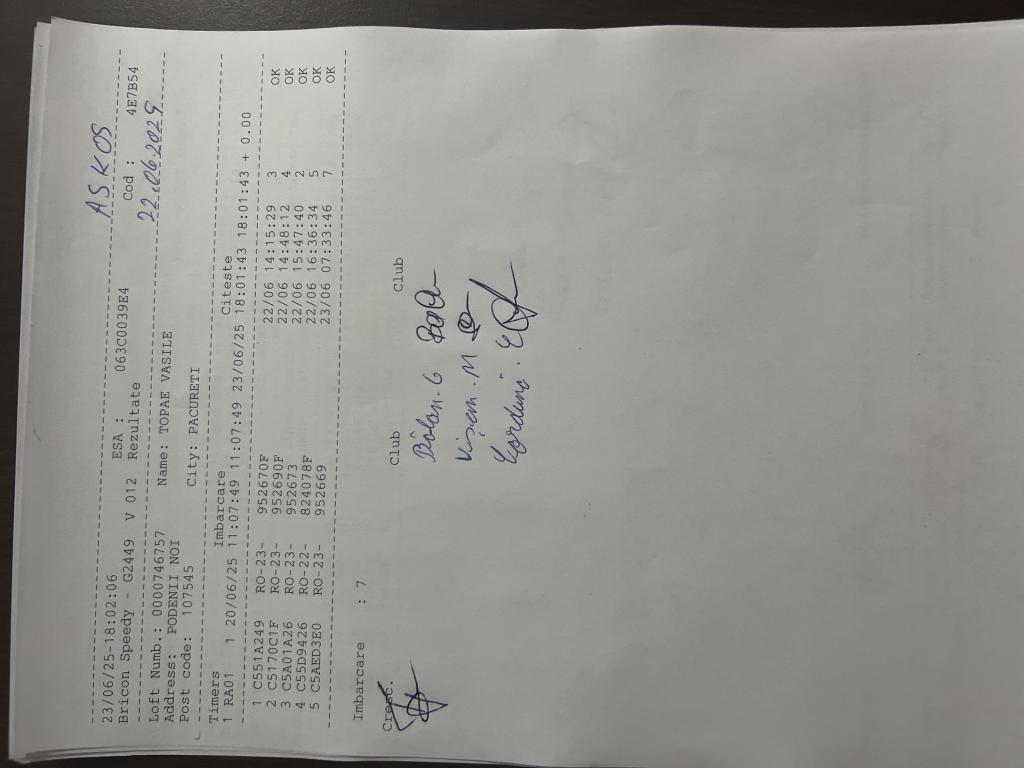 ASKOS
23/06/25-18:02:06 ESA :
Bricon Speedy - G2449 V 012 Rezultate 063C0039E4 Cod : 4E7B54
22.06.2025
Loft Numb.: 0000746757 Name: TOPAE VASILE
Address: PODENII NOI
Post code: 107545 City: PACURETI
Timers Imbarcare Citeste
1 RA01 1 20/06/25 11:07:49 11:07:49 23/06/25 18:01:43 18:01:43 + 0.00
1 C551A249 RO-23- 952670F 22/06 14:15:29 3 OK
2 C5170C1F RO-23- 952690F 22/06 14:48:12 4 OK
3 C5A01A26 RO-23- 952673 22/06 15:47:40 2 OK
4 C55D9426 RO-22- 824078F 22/06 16:36:34 5 OK
5 C5AED3E0 RO-23- 952669 23/06 07:33:46 7 OK
Imbarcare : 7
Cresc. Club Club